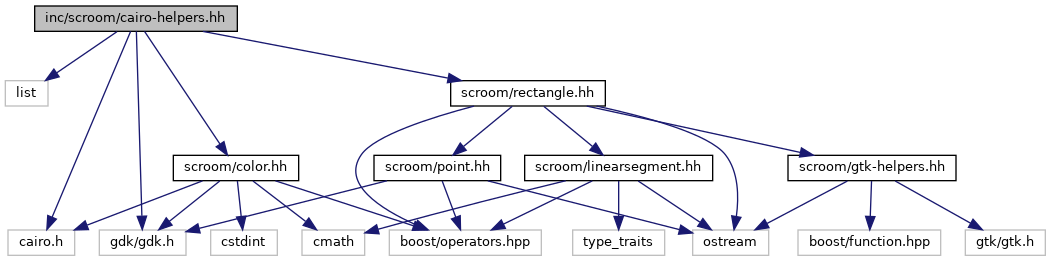 inc/scroom/cairo-helpers.hh
list
scroom/rectangle.hh
scroom/color.hh
scroom/point.hh
scroom/linearsegment.hh
scroom/gtk-helpers.hh
cairo.h
gdk/gdk.h
cstdint
cmath
boost/operators.hpp
type_traits
ostream
boost/function.hpp
gtk/gtk.h